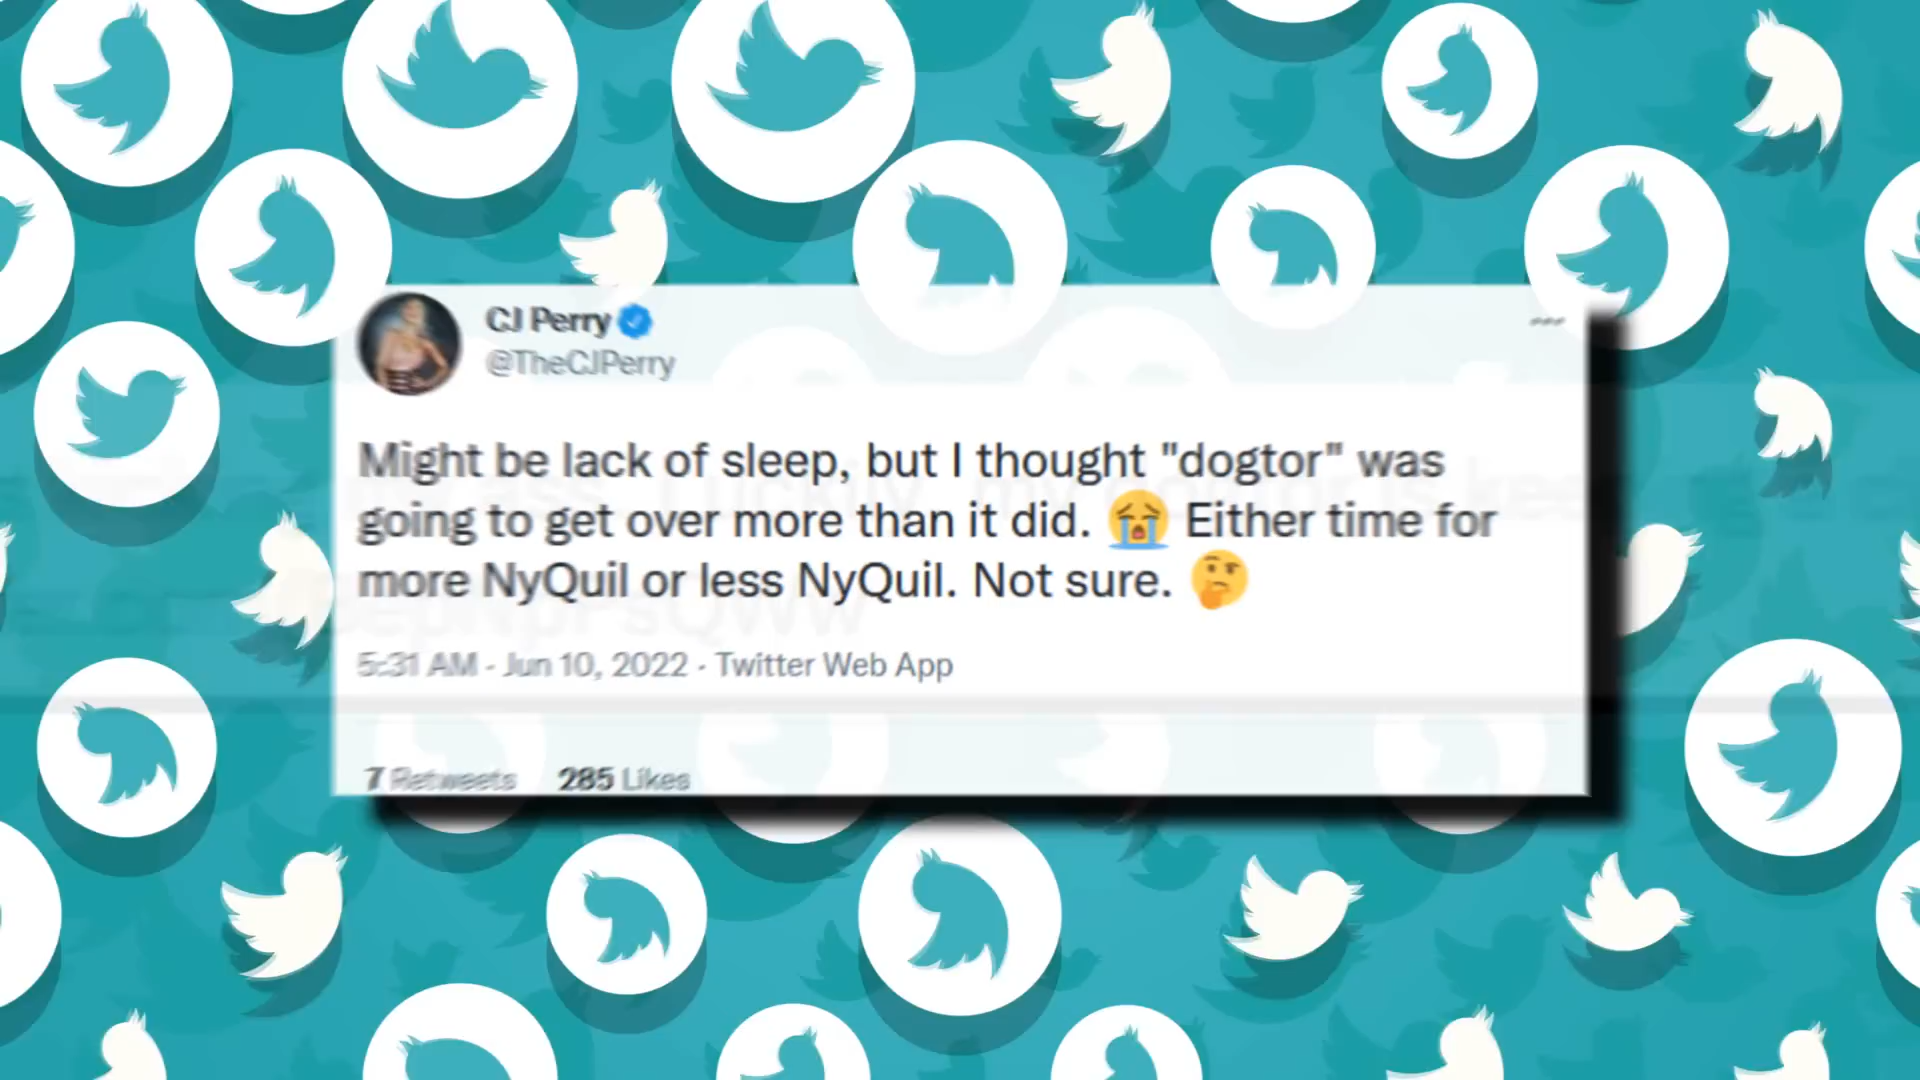 CJ Perry
@TheCJPerry
Might be lack of sleep, but I thought "dogtor" was
going to get over more than it did. 😭 Either time for
more NyQuil or less NyQuil. Not sure. 🤔
5:31 AM · Jun 10, 2022 · Twitter Web App
7 Retweets 285 Likes